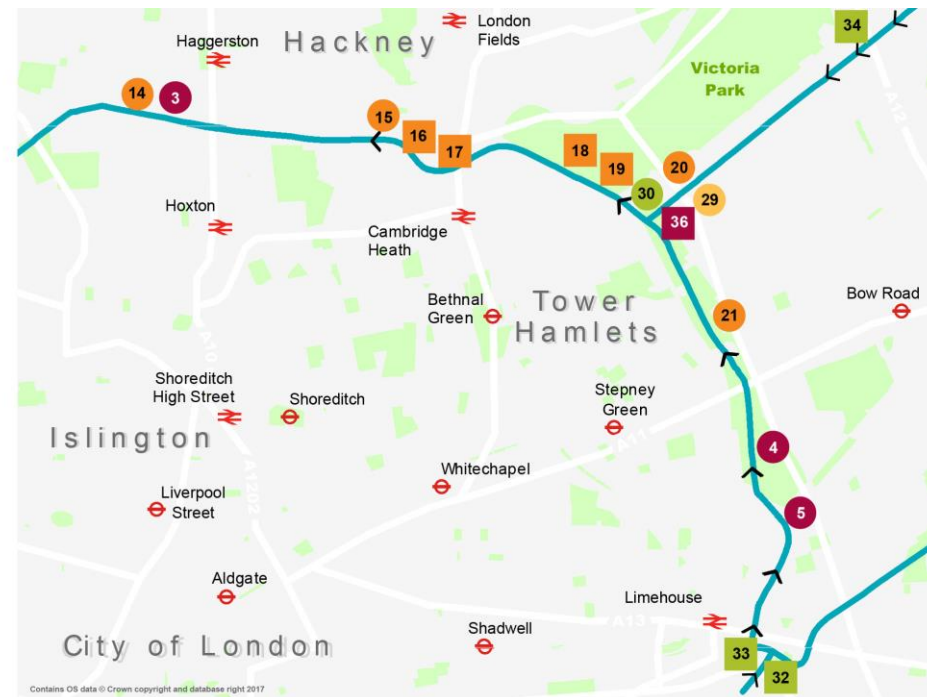 London
Fields
Hackney
Haggerston
34
Victoria
Park
A12
14
3
15
16
17
18
19
20
30
29
36
Hoxton
Cambridge
Heath
Bethnal
Green
Tower
Hamlets
Bow Road
21
A10
Shoreditch
High Street
Shoreditch
Stepney
Green
Islington
A11
4
Whitechapel
A1202
Liverpool
Street
5
Aldgate
Limehouse
A13
City of London
Shadwell
33
32
Contains OS data © Crown copyright and database right 2017